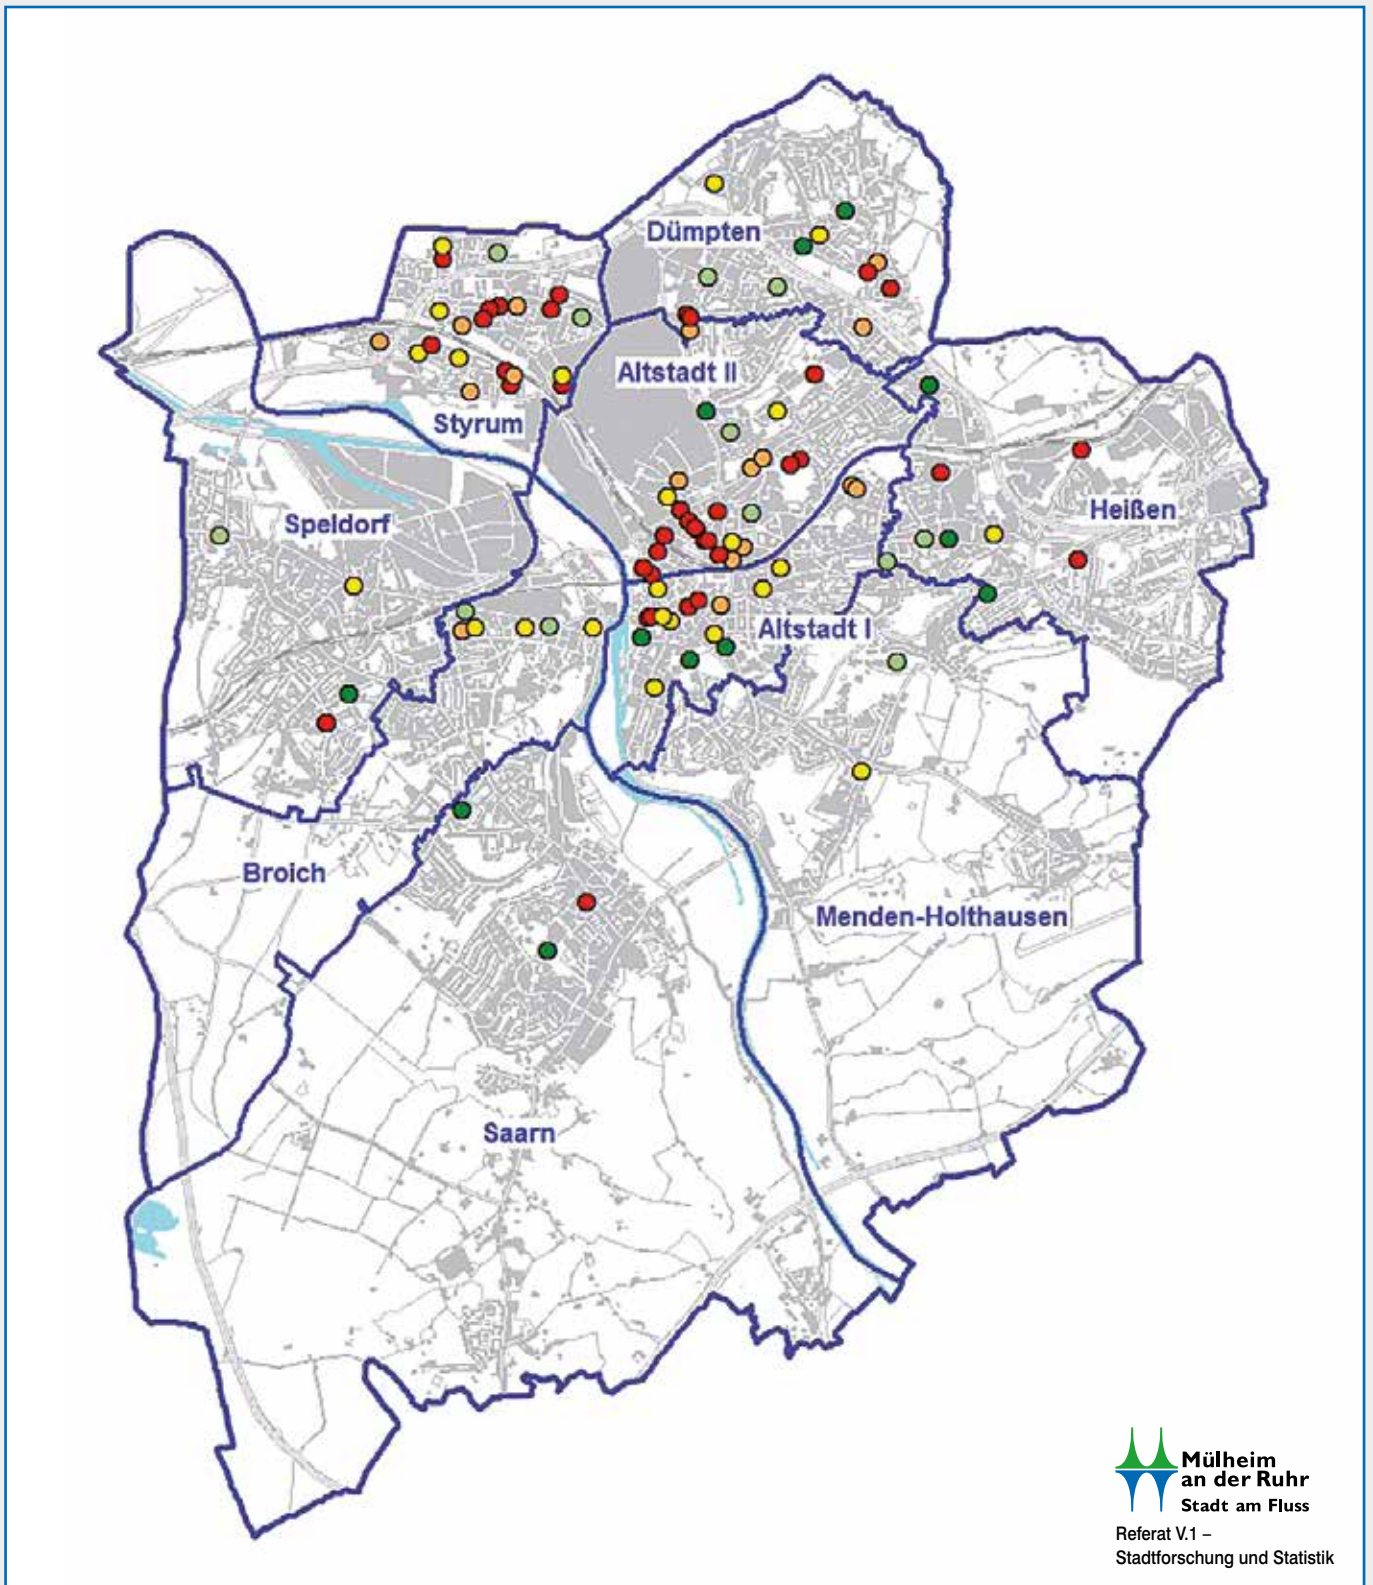 Dümpten
Altstadt II
Styrum
Heißen
Speldorf
Altstadt I
Broich
Menden-Holthausen
Saarn
Mülheim
an der Ruhr
Stadt am Fluss
Referat V.1 –
Stadtforschung und Statistik